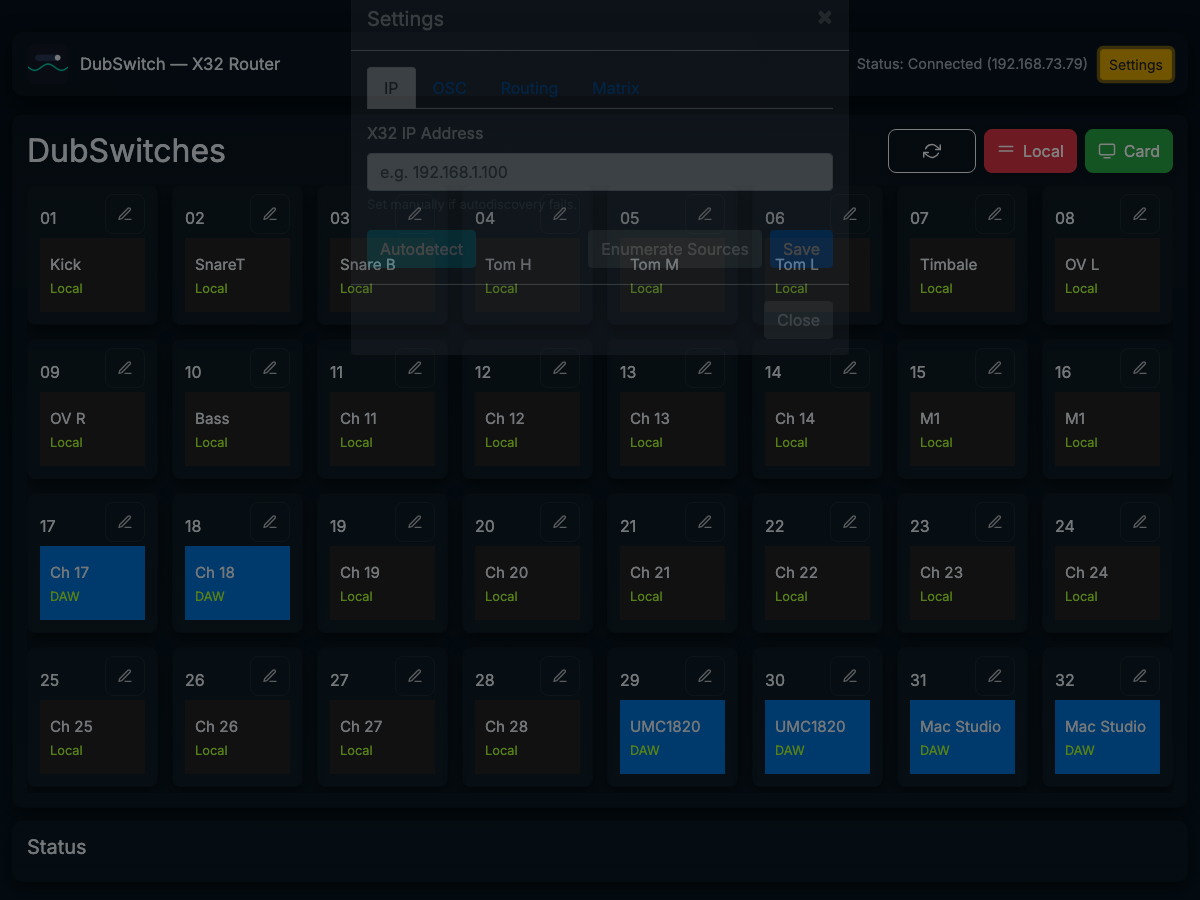 Settings ×
DubSwitch — X32 Router
Status: Connected (192.168.73.79) Settings
IP OSC Routing Matrix
X32 IP Address
e.g. 192.168.1.100
Set manually if autodiscovery fails.
Autodetect Enumerate Sources Save
Close
DubSwitches
Local Card
01 02 03 04 05 06 07 08
Kick SnareT Snare B Tom H Tom M Tom L Timbale OV L
Local Local Local Local Local Local Local Local
09 10 11 12 13 14 15 16
OV R Bass Ch 11 Ch 12 Ch 13 Ch 14 M1 M1
Local Local Local Local Local Local Local Local
17 18 19 20 21 22 23 24
Ch 17 Ch 18 Ch 19 Ch 20 Ch 21 Ch 22 Ch 23 Ch 24
DAW DAW Local Local Local Local Local Local
25 26 27 28 29 30 31 32
Ch 25 Ch 26 Ch 27 Ch 28 UMC1820 UMC1820 Mac Studio Mac Studio
Local Local Local Local DAW DAW DAW DAW
Status